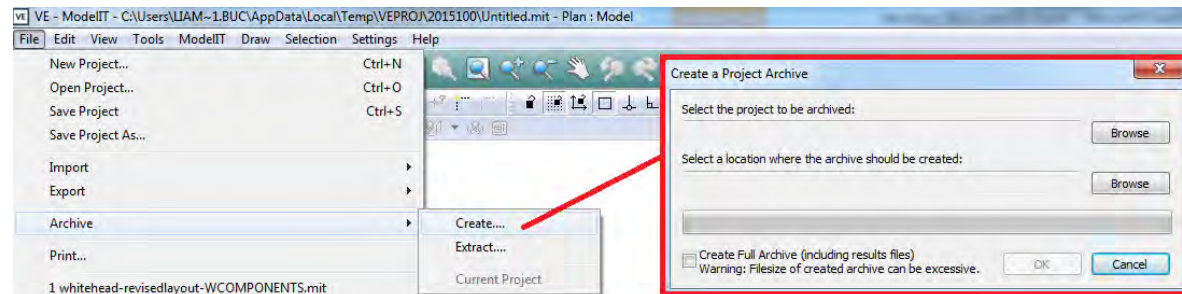 VE VE - ModelIT - C:\Users\LIAM~1.BUC\AppData\Local\Temp\VEPROJ\2015100\Untitled.mit - Plan : Model
File Edit View Tools ModelIT Draw Selection Settings Help
New Project... Ctrl+N
Open Project... Ctrl+O
Save Project Ctrl+S
Save Project As...
Import
Export
Archive
Print...
1 whitehead-revisedlayout-WCOMPONENTS.mit
Create....
Extract....
Current Project
Create a Project Archive
Select the project to be archived:
Browse
Select a location where the archive should be created:
Browse
Create Full Archive (including results files)
Warning: Filesize of created archive can be excessive.
OK Cancel